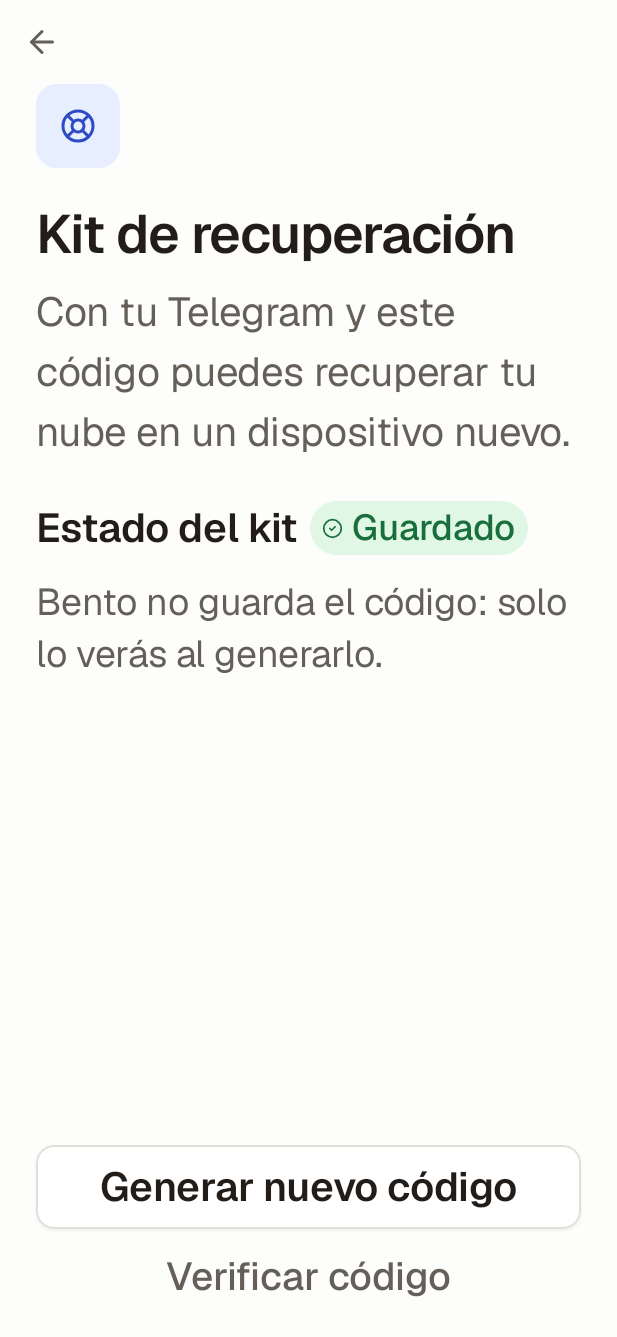 Kit de recuperación
Con tu Telegram y este
código puedes recuperar tu
nube en un dispositivo nuevo.
Estado del kit Guardado
Bento no guarda el código: solo
lo verás al generarlo.
Generar nuevo código
Verificar código